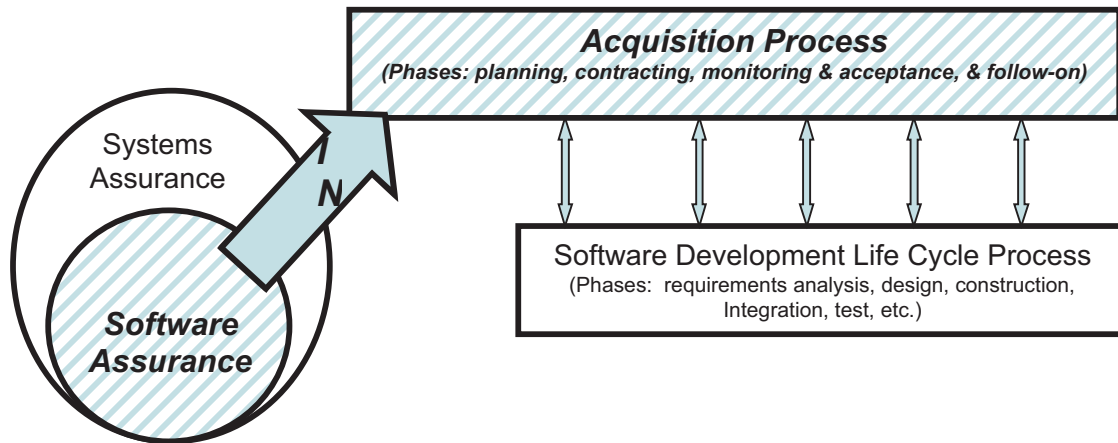 Acquisition Process
(Phases: planning, contracting, monitoring & acceptance, & follow-on)
Systems
Assurance
I
N
Software
Assurance
Software Development Life Cycle Process
(Phases: requirements analysis, design, construction,
Integration, test, etc.)